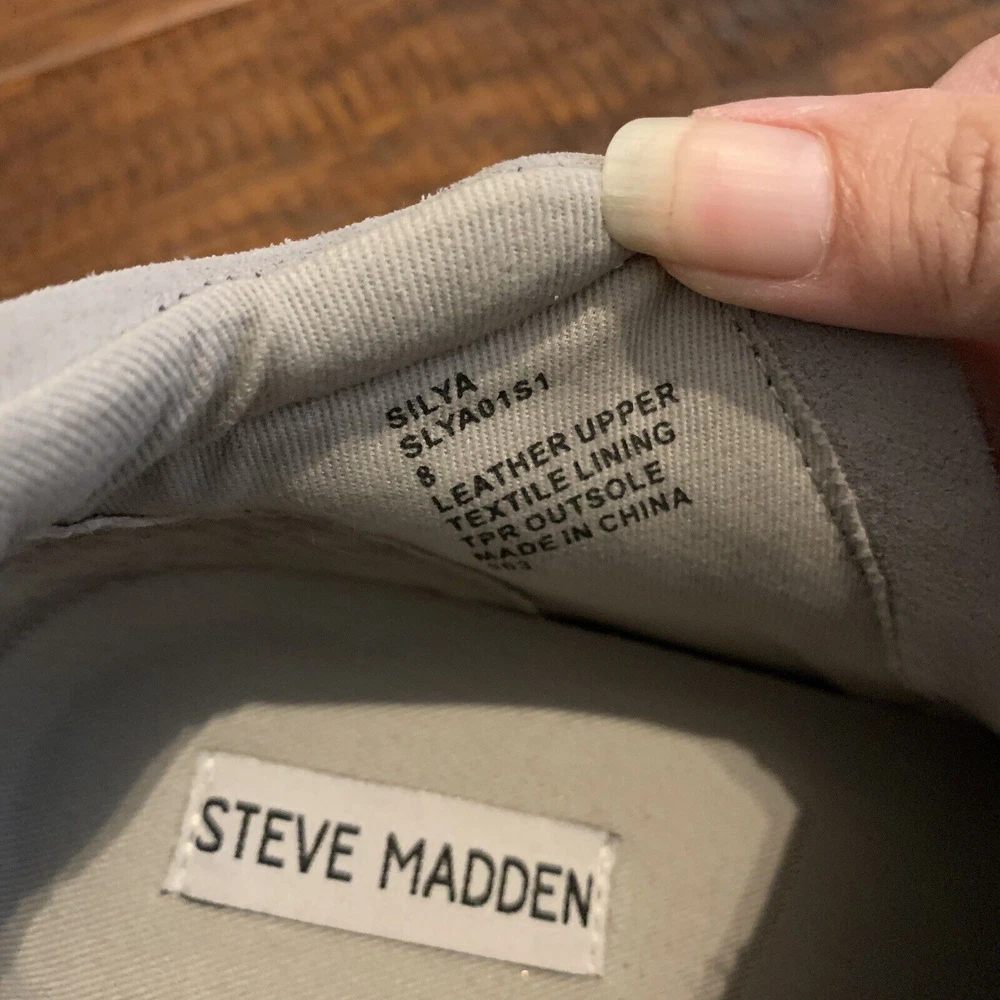 SILYA
SLYA01S1
8
LEATHER UPPER
TEXTILE LINING
TPR OUTSOLE
MADE IN CHINA
STEVE MADDEN